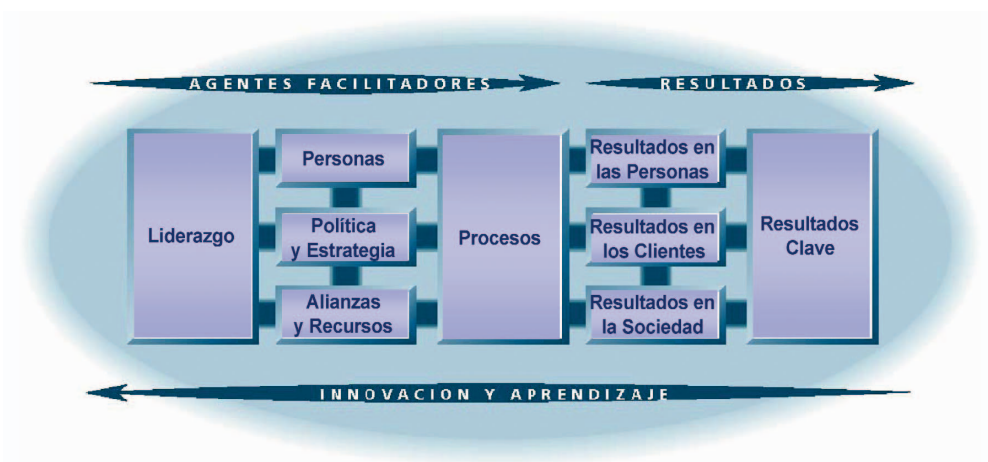 AGENTES FACILITADORES
RESULTADOS
Liderazgo
Personas
Política
y Estrategia
Alianzas
y Recursos
Procesos
Resultados en
las Personas
Resultados en
los Clientes
Resultados en
la Sociedad
Resultados
Clave
INNOVACION Y APRENDIZAJE